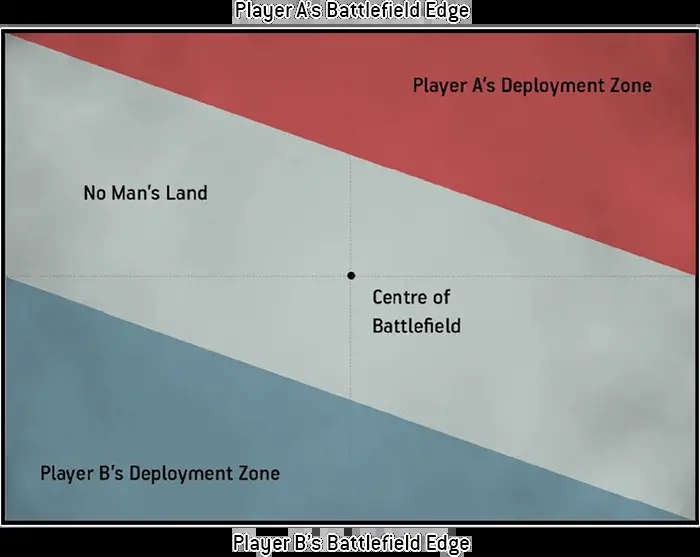 Player A's Battlefield Edge
Player A's Deployment Zone
No Man's Land
Centre of
Battlefield
Player B's Deployment Zone
Player B's Battlefield Edge